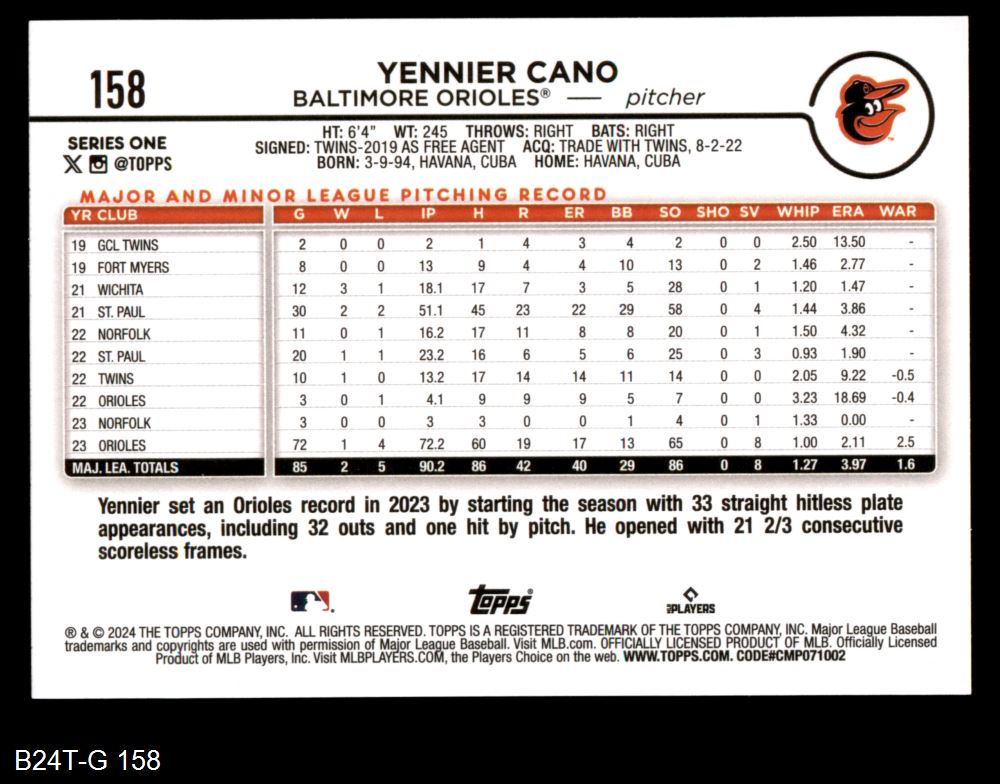 158
YENNIER CANO
BALTIMORE ORIOLES® — pitcher
SERIES ONE
@TOPPS
HT: 6'4" WT: 245 THROWS: RIGHT BATS: RIGHT
SIGNED: TWINS-2019 AS FREE AGENT ACQ: TRADE WITH TWINS, 8-2-22
BORN: 3-9-94, HAVANA, CUBA HOME: HAVANA, CUBA
MAJOR AND MINOR LEAGUE PITCHING RECORD
YR CLUB G W L IP H R ER BB SO SHO SV WHIP ERA WAR
19 GCL TWINS 2 0 0 2 1 4 3 4 2 0 0 2.50 13.50 -
19 FORT MYERS 8 0 0 13 9 4 4 10 13 0 2 1.46 2.77 -
21 WICHITA 12 3 1 18.1 17 7 3 5 28 0 1 1.20 1.47 -
21 ST. PAUL 30 2 2 51.1 45 23 22 29 58 0 4 1.44 3.86 -
22 NORFOLK 11 0 1 16.2 17 11 8 8 20 0 1 1.50 4.32 -
22 ST. PAUL 20 1 1 23.2 16 6 5 6 25 0 3 0.93 1.90 -
22 TWINS 10 1 0 13.2 17 14 14 11 14 0 0 2.05 9.22 -0.5
22 ORIOLES 3 0 1 4.1 9 9 9 5 7 0 0 3.23 18.69 -0.4
23 NORFOLK 3 0 0 3 3 0 0 1 4 0 1 1.33 0.00 -
23 ORIOLES 72 1 4 72.2 60 19 17 13 65 0 8 1.00 2.11 2.5
MAJ. LEA. TOTALS 85 2 5 90.2 86 42 40 29 86 0 8 1.27 3.97 1.6
Yennier set an Orioles record in 2023 by starting the season with 33 straight hitless plate
appearances, including 32 outs and one hit by pitch. He opened with 21 2/3 consecutive
scoreless frames.
Topps®
PLAYERS
® & © 2024 THE TOPPS COMPANY, INC. ALL RIGHTS RESERVED. TOPPS IS A REGISTERED TRADEMARK OF THE TOPPS COMPANY, INC. Major League Baseball
trademarks and copyrights are used with permission of Major League Baseball. Visit MLB.com. OFFICIALLY LICENSED PRODUCT OF MLB. Officially Licensed
Product of MLB Players, Inc. Visit MLBPLAYERS.COM, the Players Choice on the web. WWW.TOPPS.COM. CODE#CMP071002
B24T-G 158